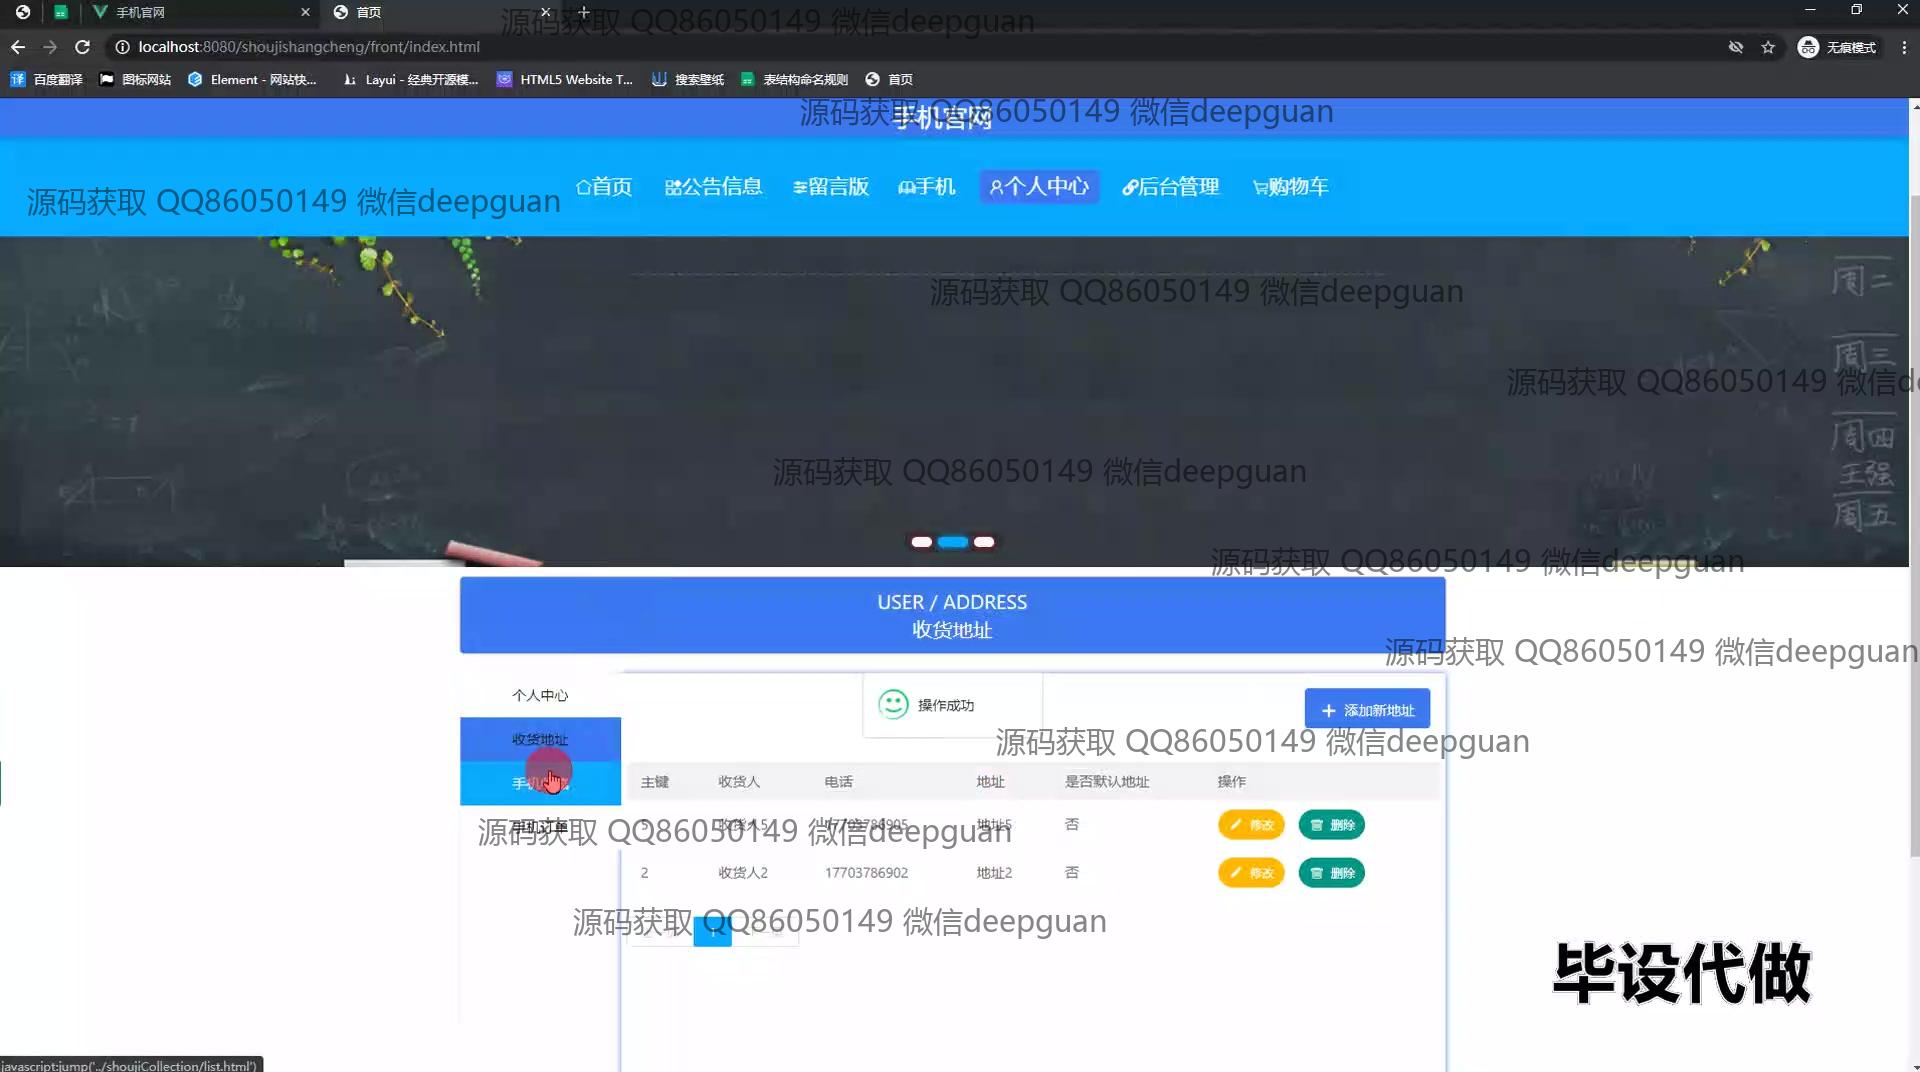 手机官网
首页
源码获取 QQ86050149 微信deepguan
localhost:8080/shoujishangcheng/front/index.html
无痕模式
百度翻译
图标网站
Element - 网站快...
Layui - 经典开源模...
HTML5 Website T...
搜索壁纸
表结构命名规则
首页
手机官网
源码获取 QQ86050149 微信deepguan
首页
公告信息
留言版
手机
个人中心
后台管理
购物车
源码获取 QQ86050149 微信deepguan
周二
源码获取 QQ86050149 微信deepguan
周三
源码获取 QQ86050149 微信de
周四
王强
源码获取 QQ86050149 微信deepguan
周五
源码获取 QQ86050149 微信deepguan
USER / ADDRESS
收货地址
源码获取 QQ86050149 微信deepguan
个人中心
操作成功
添加新地址
收货地址
源码获取 QQ86050149 微信deepguan
手机
主键 收货人 电话 地址 是否默认地址 操作
手机订单
5 收货人5 17703786905 地址5 否 修改 删除
源码获取 QQ86050149 微信deepguan
2 收货人2 17703786902 地址2 否 修改 删除
源码获取 QQ86050149 微信deepguan
1
毕设代做
javascript:jump('../shoujiCollection/list.html')